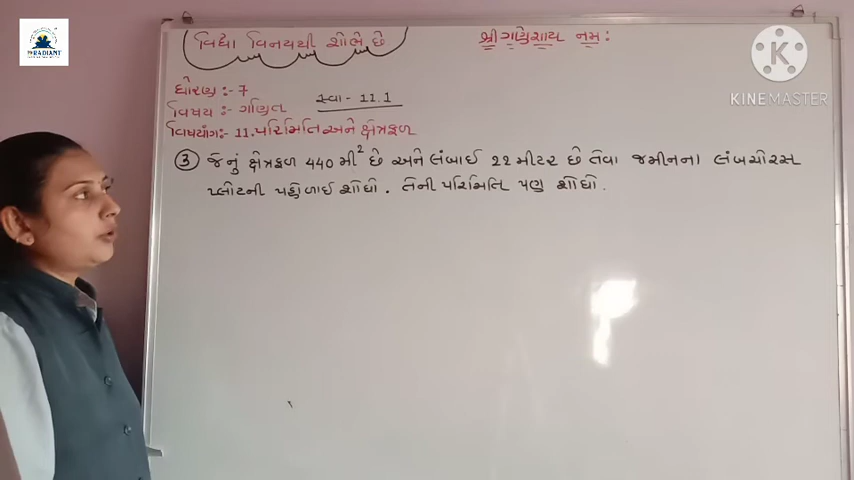 વિદ્યા વિનયથી શોભે છે
શ્રી ગણેશાય નમ:
ધોરણ :- 7
વિષય :- ગણિત
સ્વા - 11.1
વિષયાંગ:- 11. પરિમિતિ અને ક્ષેત્રફળ
③ જેનું ક્ષેત્રફળ 440 મી² છે અને લંબાઈ 22 મીટર છે તેવા જમીનના લંબચોરસ
પ્લોટની પહોળાઈ શોધો. તેની પરિમિતિ પણ શોધો.
RADIANT
KINEMASTER